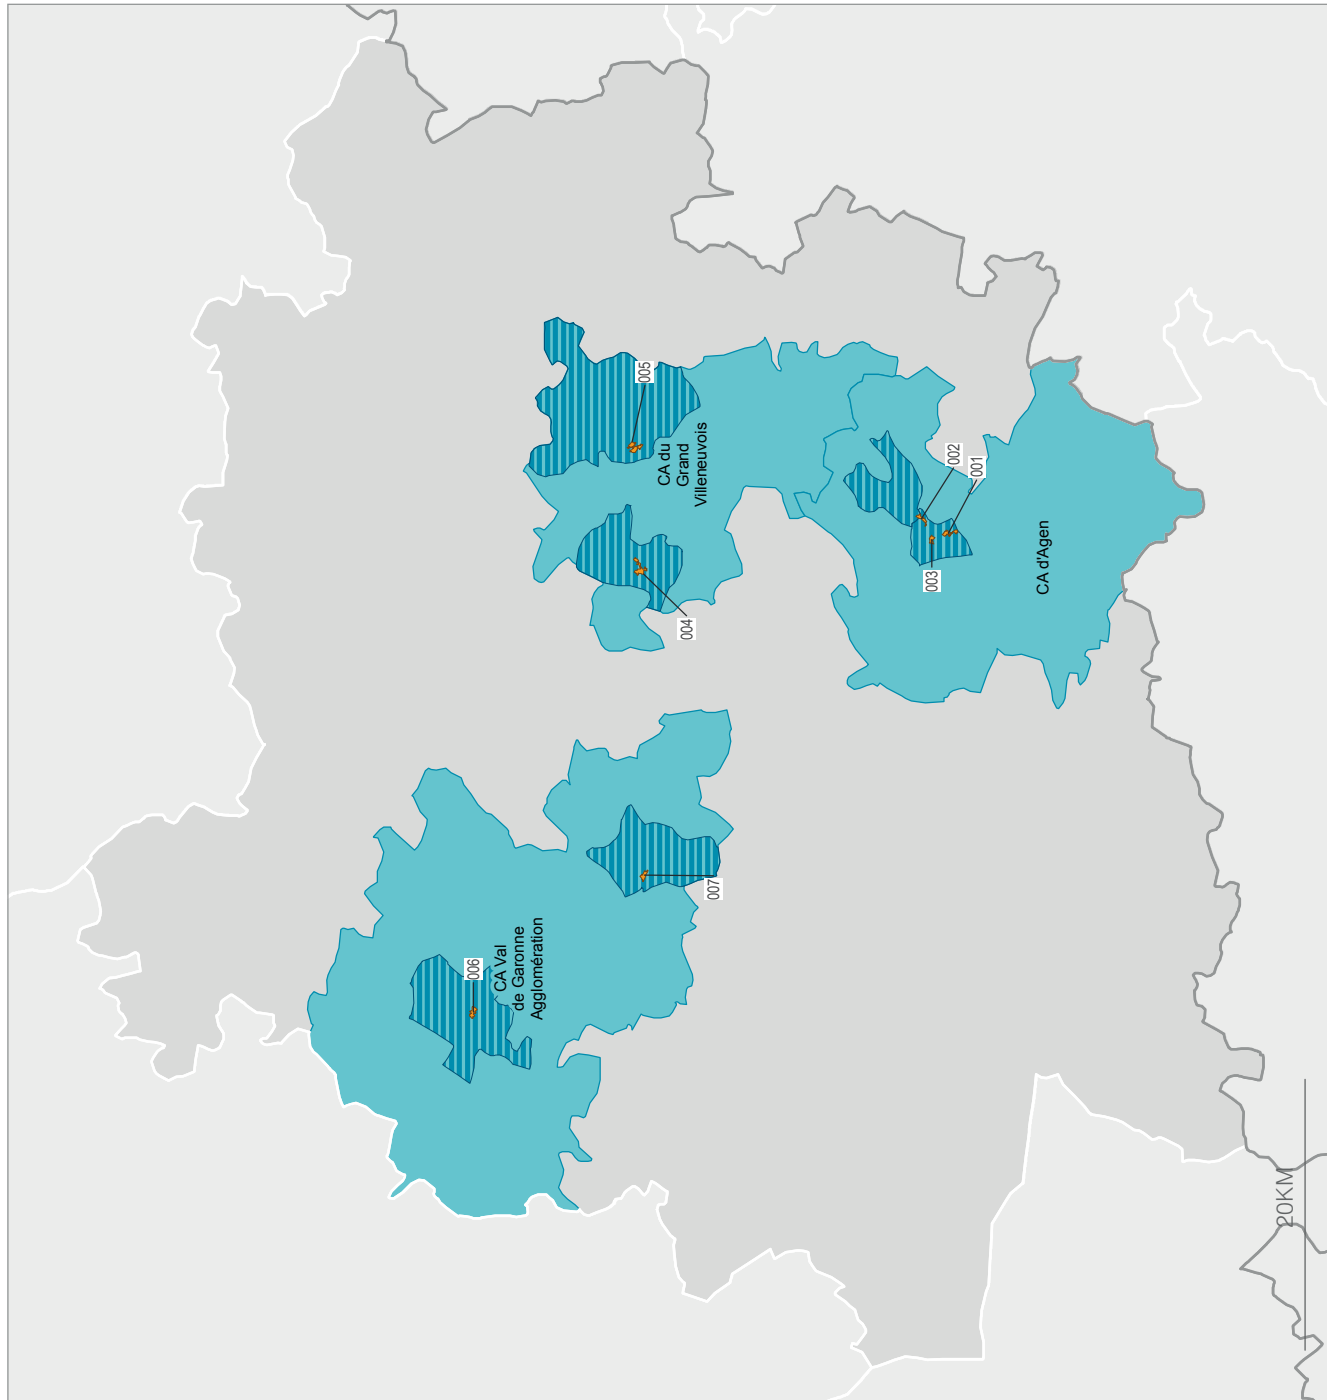 006
CA Val
de Garonne
Agglomération
007
004
005
CA du
Grand
Villeneuvois
003
002
001
CA d'Agen
20KM